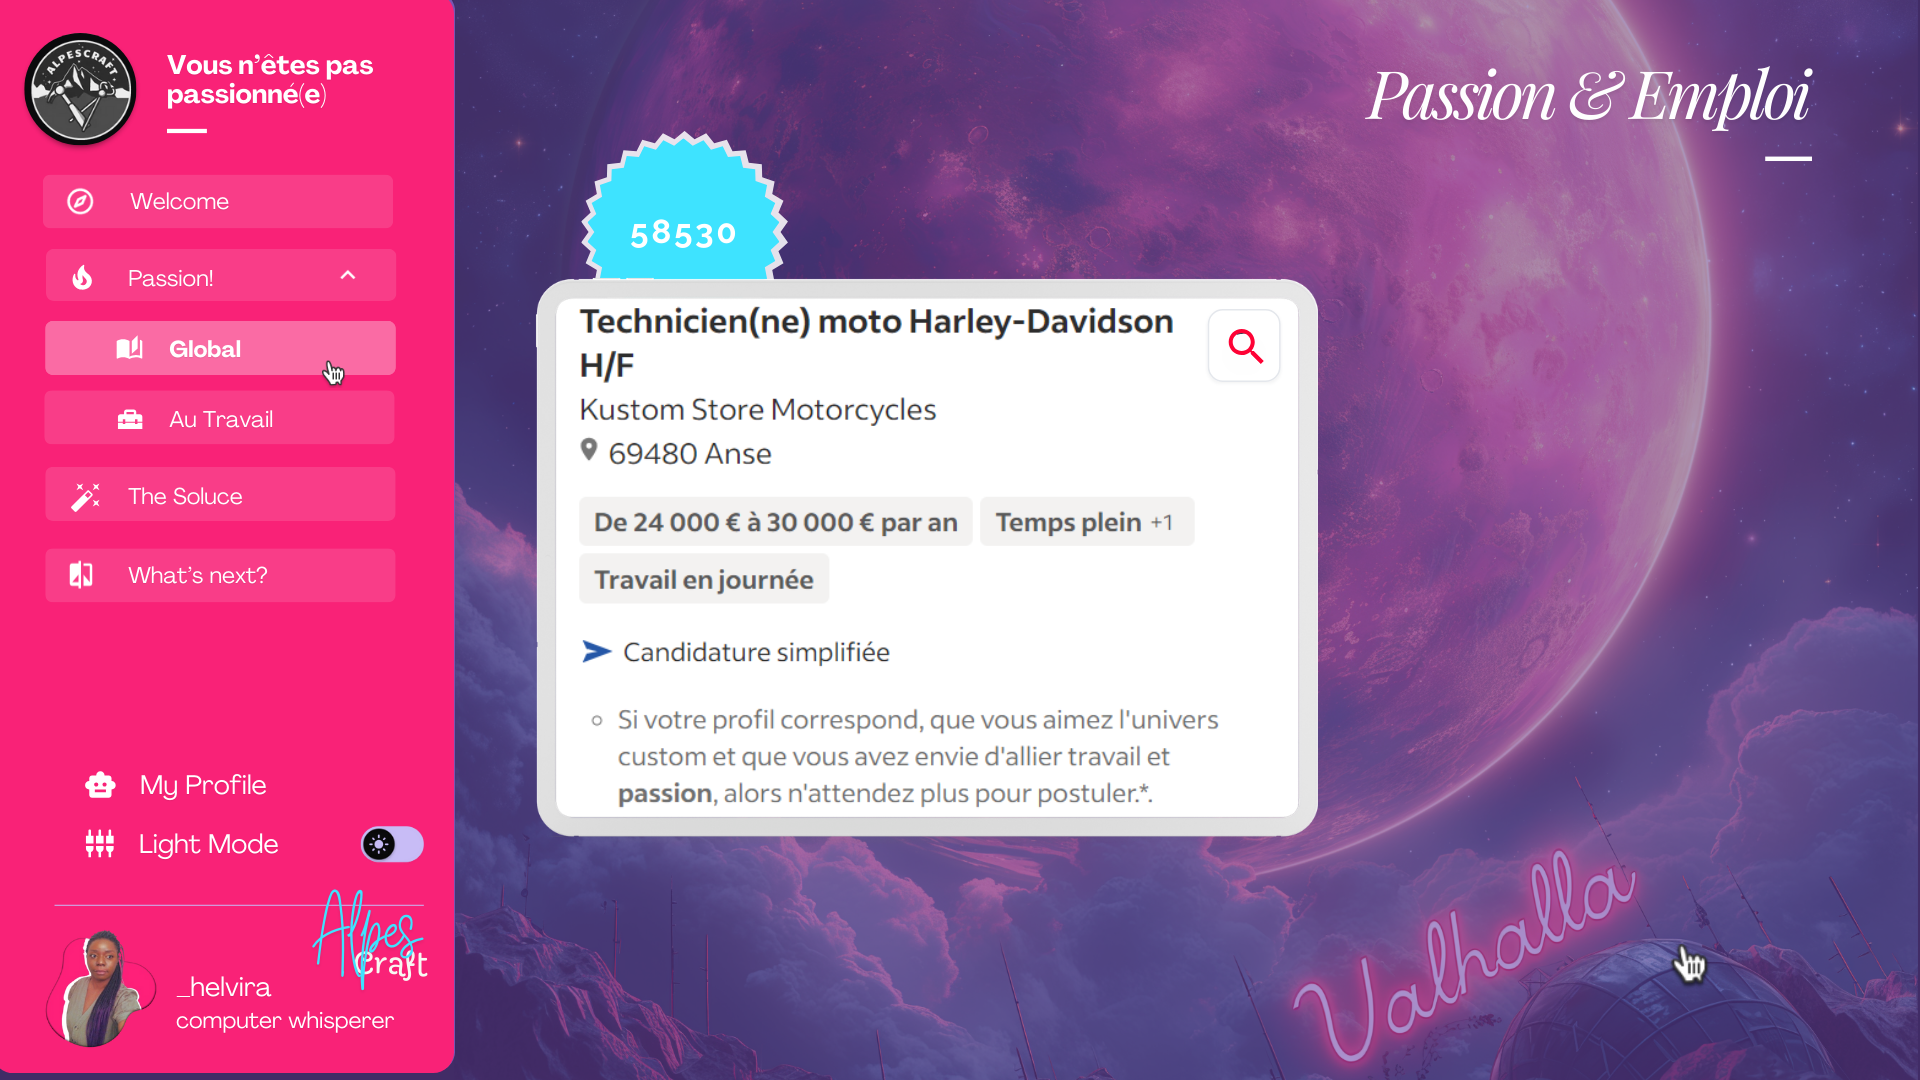 ALPESCRAFT
Vous n'êtes pas
passionné(e)
Welcome
Passion!
Global
Au Travail
The Soluce
What's next?
My Profile
Light Mode
Alpes
Craft
_helvira
computer whisperer
Passion & Emploi
58530
Technicien(ne) moto Harley-Davidson
H/F
Kustom Store Motorcycles
69480 Anse
De 24 000 € à 30 000 € par an
Temps plein +1
Travail en journée
Candidature simplifiée
Si votre profil correspond, que vous aimez l'univers
custom et que vous avez envie d'allier travail et
passion, alors n'attendez plus pour postuler.*.
Valhalla